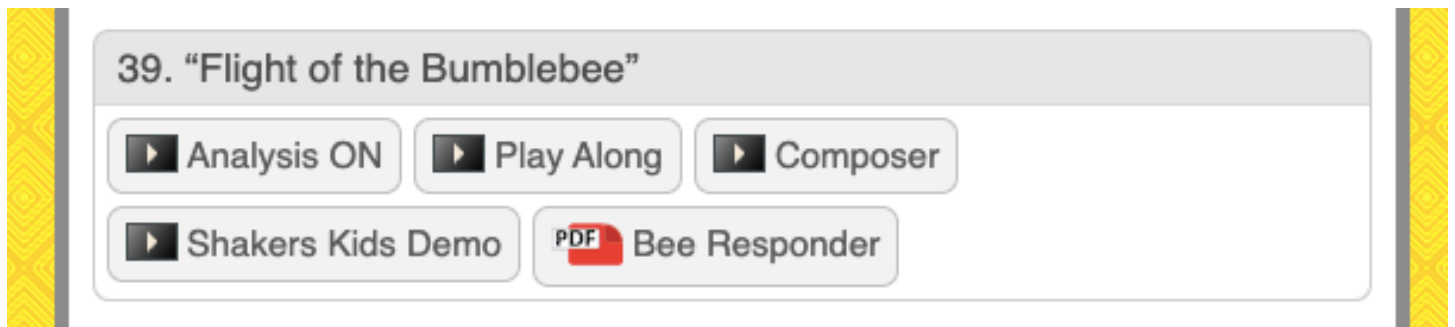 39. “Flight of the Bumblebee”
Analysis ON Play Along Composer
Shakers Kids Demo PDF Bee Responder